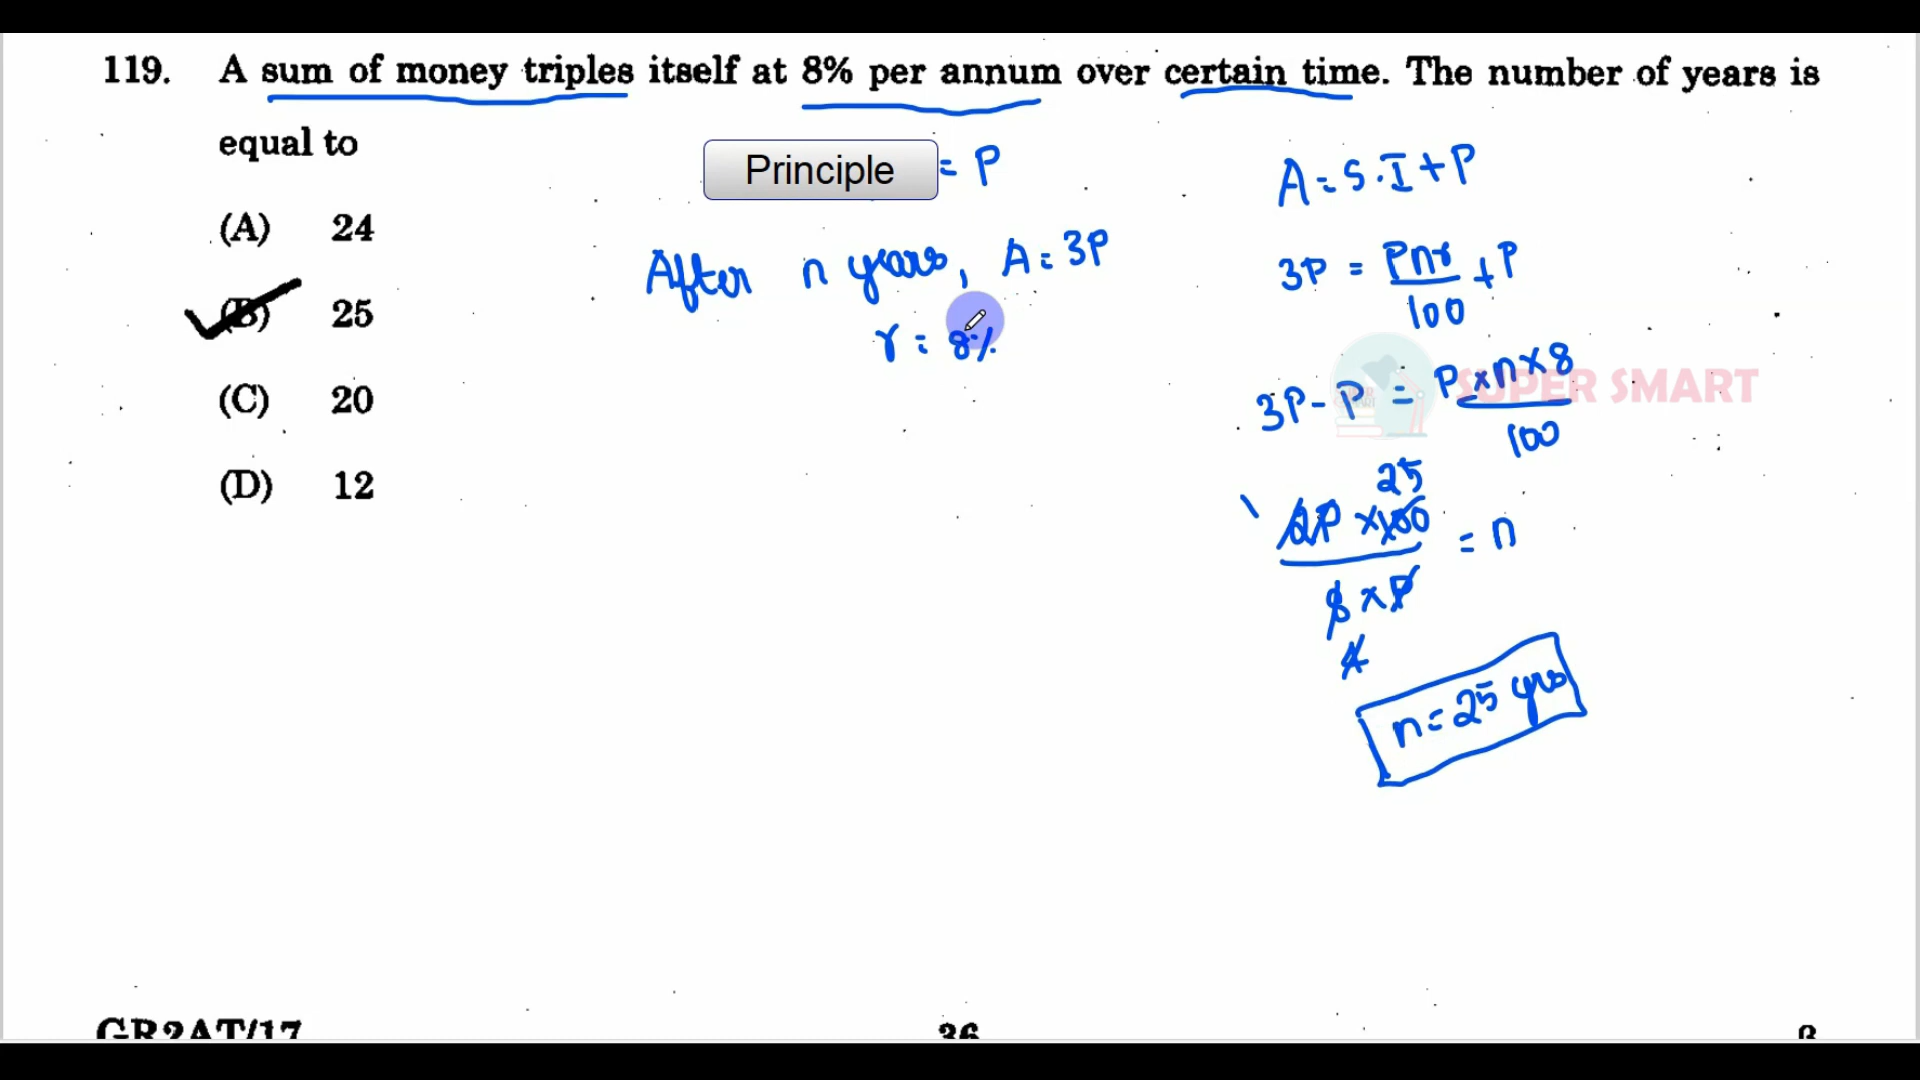 119. A sum of money triples itself at 8% per annum over certain time. The number of years is
equal to
(A) 24
(B) 25
(C) 20
(D) 12
Principle = P
After n years, A = 3P
r = 8%
A = S.I + P
3P = Pnr/100 + P
3P - P = P × n × 8/100
SUPER SMART
25
2P × 100/8 × P = n
4
n = 25 yrs
GR2AT/17 36